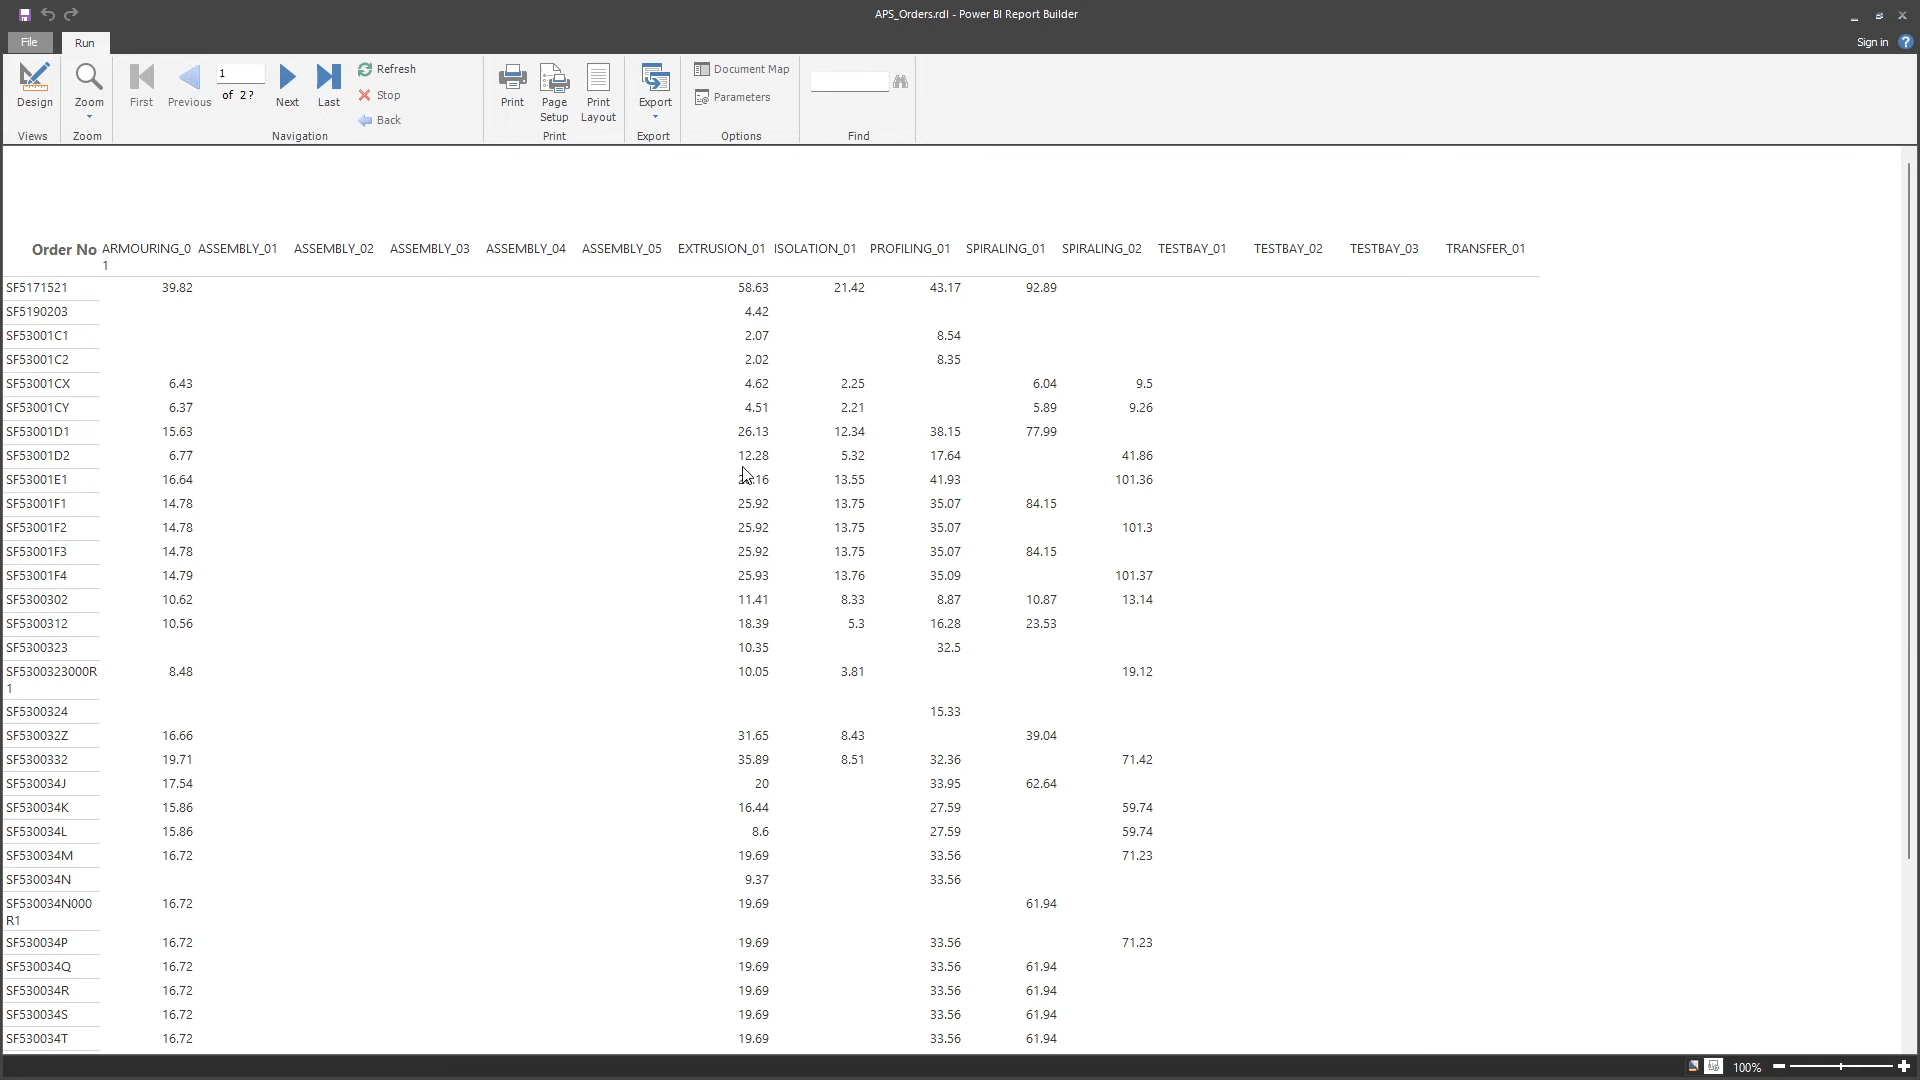 APS_Orders.rdl - Power BI Report Builder
File Run Sign in ?
1 Refresh Document Map
of 2? Stop Parameters
Design Zoom First Previous Next Last Back Print Page Setup Print Layout Export
Views Zoom Navigation Print Export Options Find
Order No ARMOURING_0 ASSEMBLY_01 ASSEMBLY_02 ASSEMBLY_03 ASSEMBLY_04 ASSEMBLY_05 EXTRUSION_01 ISOLATION_01 PROFILING_01 SPIRALING_01 SPIRALING_02 TESTBAY_01 TESTBAY_02 TESTBAY_03 TRANSFER_01
1
SF5171521 39.82 58.63 21.42 43.17 92.89
SF5190203 4.42
SF53001C1 2.07 8.54
SF53001C2 2.02 8.35
SF53001CX 6.43 4.62 2.25 6.04 9.5
SF53001CY 6.37 4.51 2.21 5.89 9.26
SF53001D1 15.63 26.13 12.34 38.15 77.99
SF53001D2 6.77 12.28 5.32 17.64 41.86
SF53001E1 16.64 13.55 41.93 101.36
SF53001F1 14.78 25.92 13.75 35.07 84.15
SF53001F2 14.78 25.92 13.75 35.07 101.3
SF53001F3 14.78 25.92 13.75 35.07 84.15
SF53001F4 14.79 25.93 13.76 35.09 101.37
SF5300302 10.62 11.41 8.33 8.87 10.87 13.14
SF5300312 10.56 18.39 5.3 16.28 23.53
SF5300323 10.35 32.5
SF5300323000R 8.48 10.05 3.81 19.12
1
SF5300324 15.33
SF530032Z 16.66 31.65 8.43 39.04
SF5300332 19.71 35.89 8.51 32.36 71.42
SF530034J 17.54 20 33.95 62.64
SF530034K 15.86 16.44 27.59 59.74
SF530034L 15.86 8.6 27.59 59.74
SF530034M 16.72 19.69 33.56 71.23
SF530034N 9.37 33.56
SF530034N000 16.72 19.69 61.94
R1
SF530034P 16.72 19.69 33.56 71.23
SF530034Q 16.72 19.69 33.56 61.94
SF530034R 16.72 19.69 33.56 61.94
SF530034S 16.72 19.69 33.56 61.94
SF530034T 16.72 19.69 33.56 61.94
100%